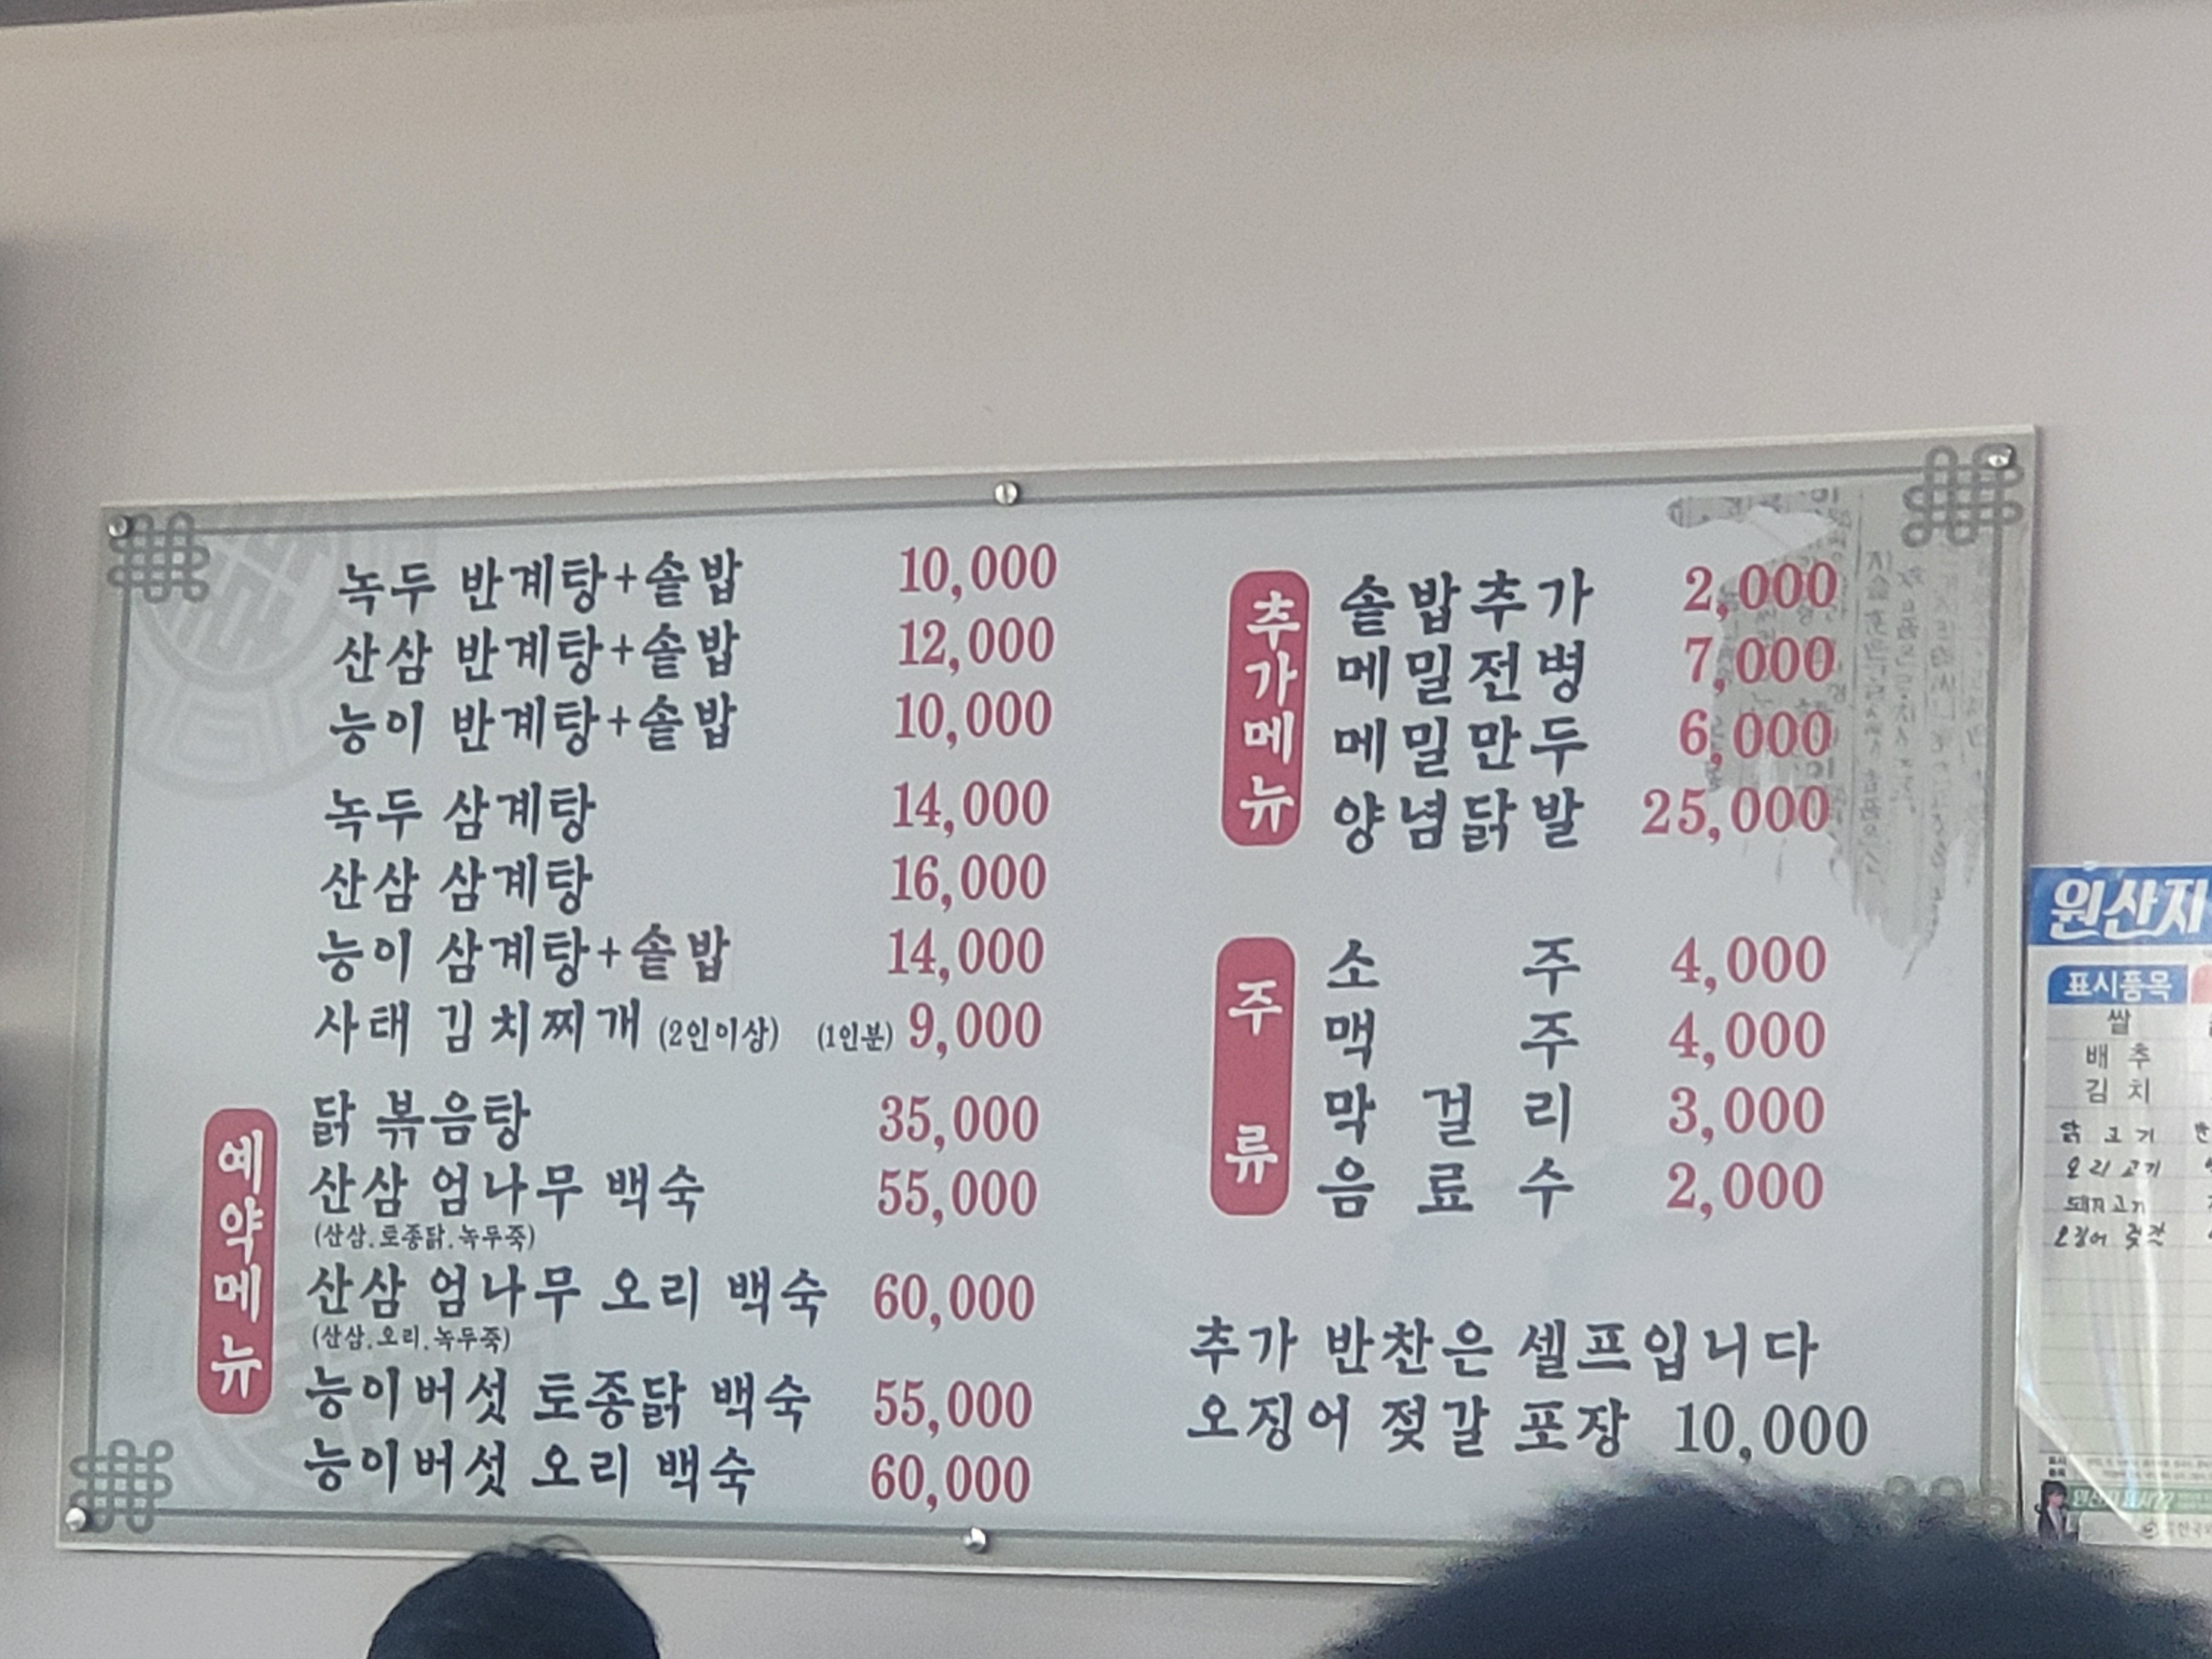 녹두 반계탕+솥밥 10,000
산삼 반계탕+솥밥 12,000
능이 반계탕+솥밥 10,000
녹두 삼계탕 14,000
산삼 삼계탕 16,000
능이 삼계탕+솥밥 14,000
사태 김치찌개 (2인이상) (1인분) 9,000
예약메뉴
닭 볶음탕 35,000
산삼 엄나무 백숙 55,000
(산삼.토종닭.녹두죽)
산삼 엄나무 오리 백숙 60,000
(산삼.오리.녹두죽)
능이버섯 토종닭 백숙 55,000
능이버섯 오리 백숙 60,000
추가메뉴
솥밥추가 2,000
메밀전병 7,000
메밀만두 6,000
양념닭발 25,000
주류
소주 4,000
맥주 4,000
막걸리 3,000
음료수 2,000
추가 반찬은 셀프입니다
오징어 젖갈 포장 10,000
원산지
표시품목
쌀
배추
김치
닭고기
오리고기
돼지고기
오징어 젓갈